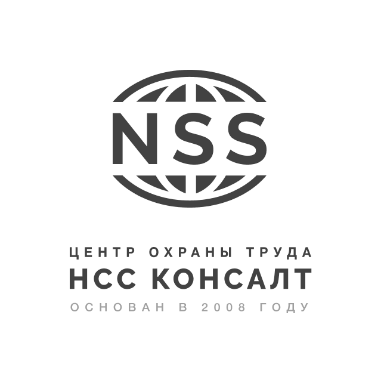 NSS
ЦЕНТР ОХРАНЫ ТРУДА
НСС КОНСАЛТ
ОСНОВАН В 2008 ГОДУ